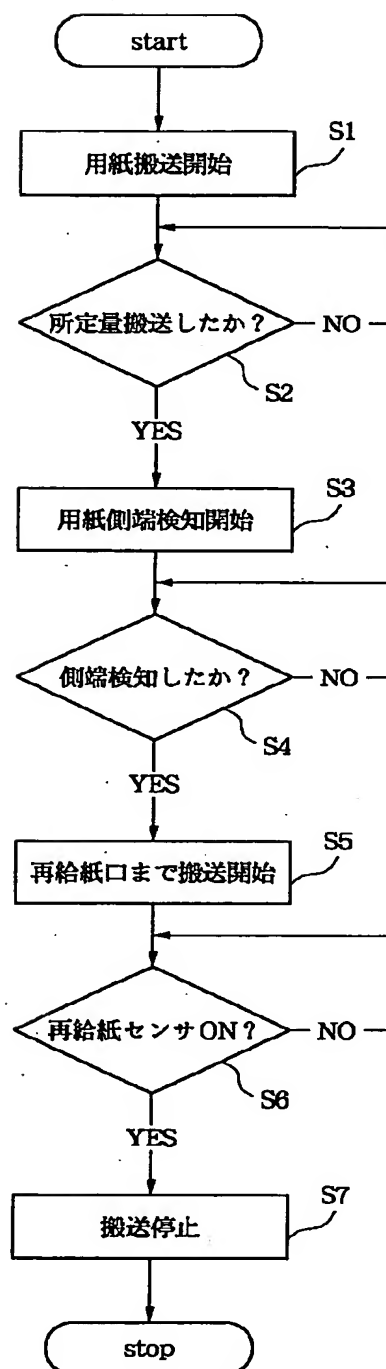 start
S1
用紙搬送開始
所定量搬送したか？
NO
S2
YES
S3
用紙側端検知開始
側端検知したか？
NO
S4
YES
S5
再給紙口まで搬送開始
再給紙センサON？
NO
S6
YES
S7
搬送停止
stop